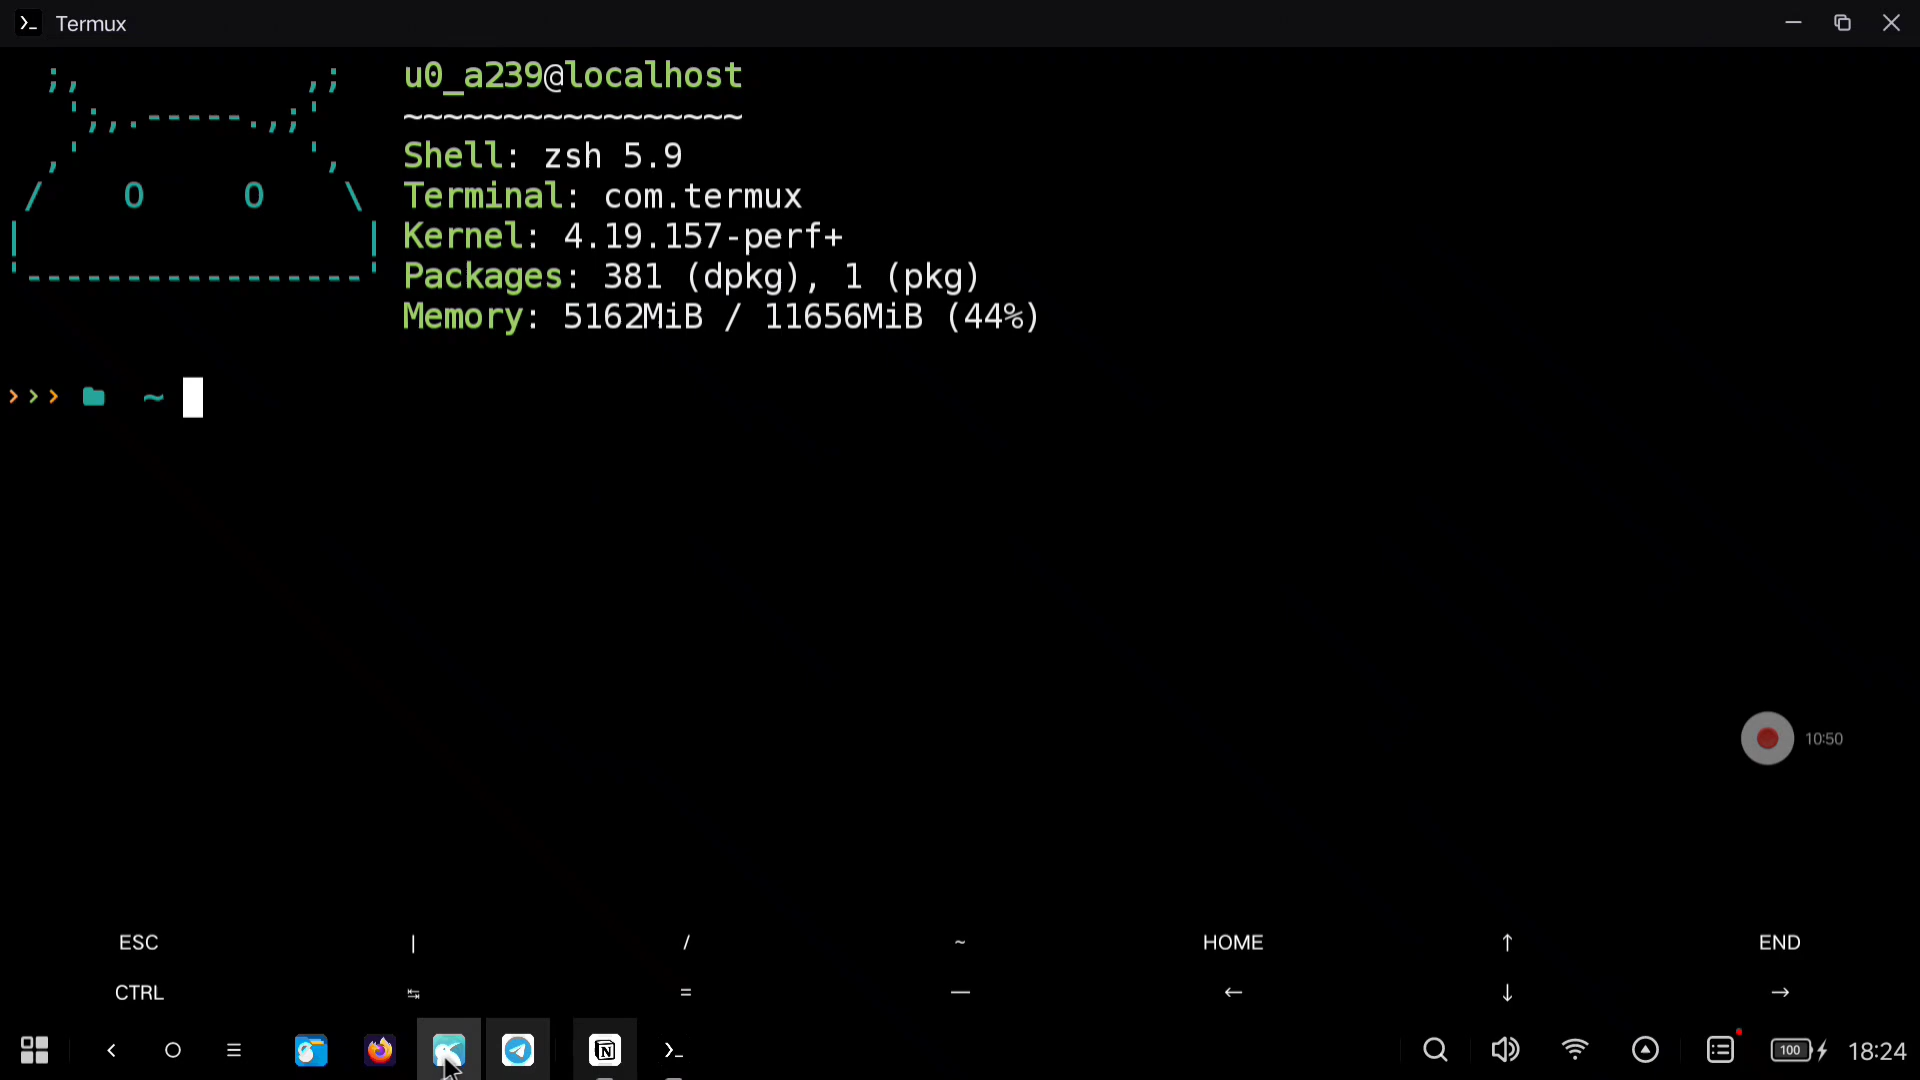 Termux
u0_a239@localhost
~~~~~~~~~~~~~~~~~
Shell: zsh 5.9
Terminal: com.termux
Kernel: 4.19.157-perf+
Packages: 381 (dpkg), 1 (pkg)
Memory: 5162MiB / 11656MiB (44%)
~
10:50
ESC | / ~ HOME ↑ END
CTRL ↹ = — ← ↓ →
100 18:24